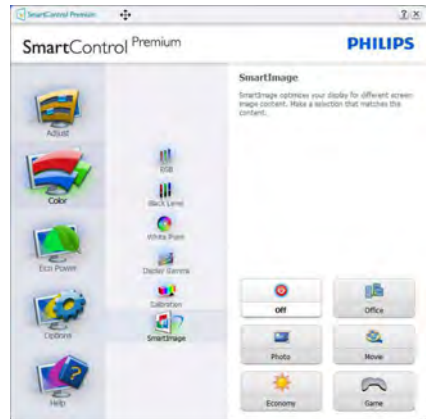 SmartControl Premium
SmartControl Premium
PHILIPS
SmartImage
SmartImage optimizes your display for different screen
image content. Make a selection that matches the
content.
Adjust
Color
Eco Power
Options
Help
RGB
Black Level
White Point
Display Gamma
Calibration
SmartImage
Off
Office
Photo
Movie
Economy
Game